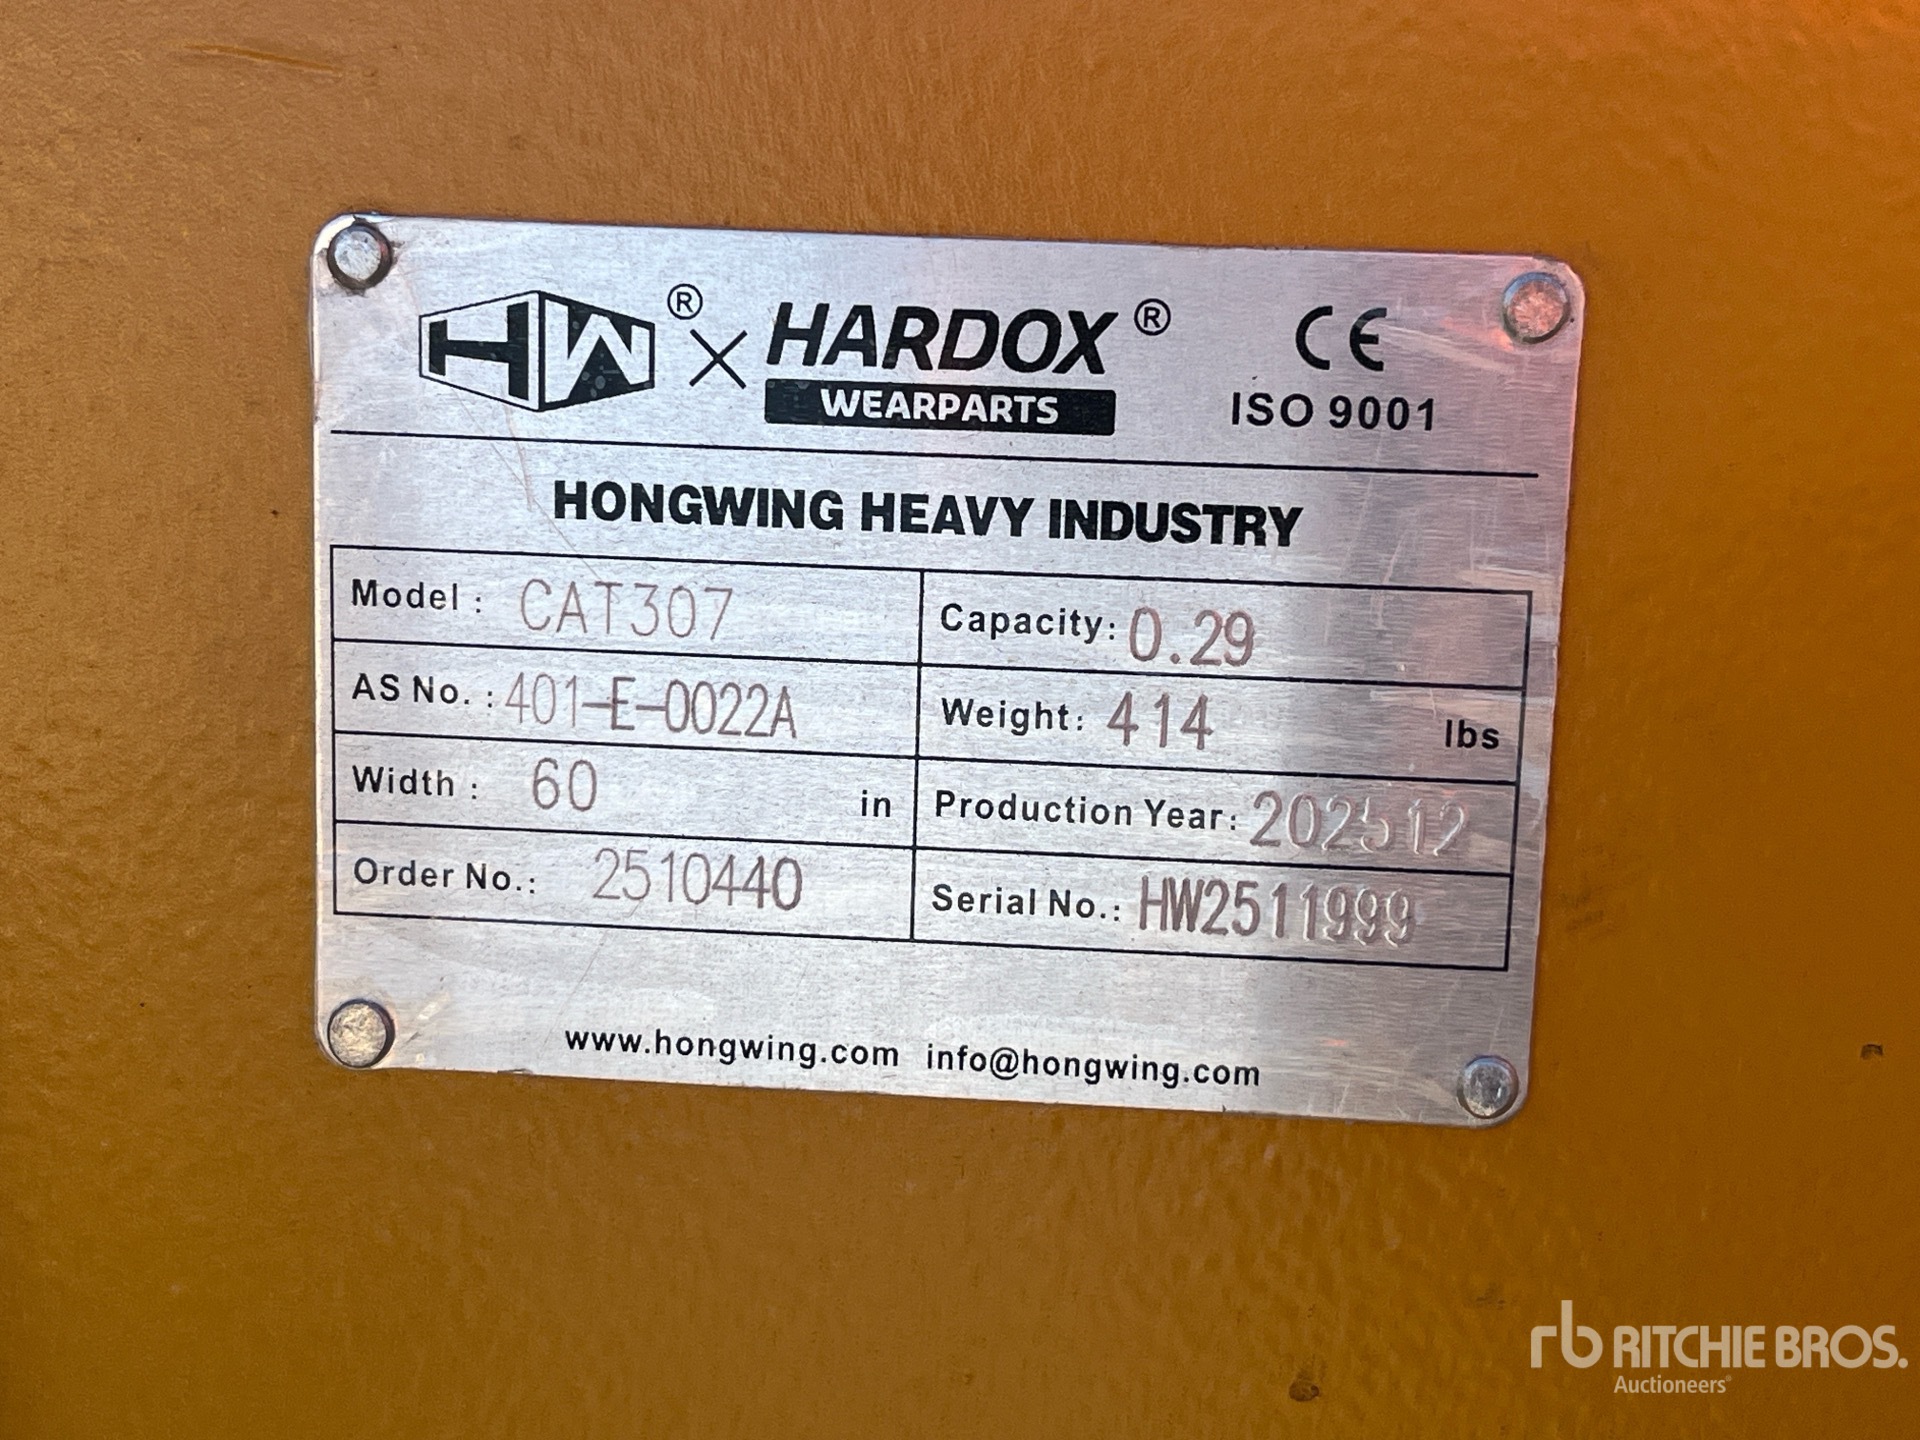 HW® × HARDOX® CE
WEARPARTS ISO 9001
HONGWING HEAVY INDUSTRY
Model: CAT307 Capacity: 0.29
AS No.: 401-E-0022A Weight: 414 lbs
Width: 60 in Production Year: 202512
Order No.: 2510440 Serial No.: HW2511999
www.hongwing.com info@hongwing.com
rb RITCHIE BROS.
Auctioneers®